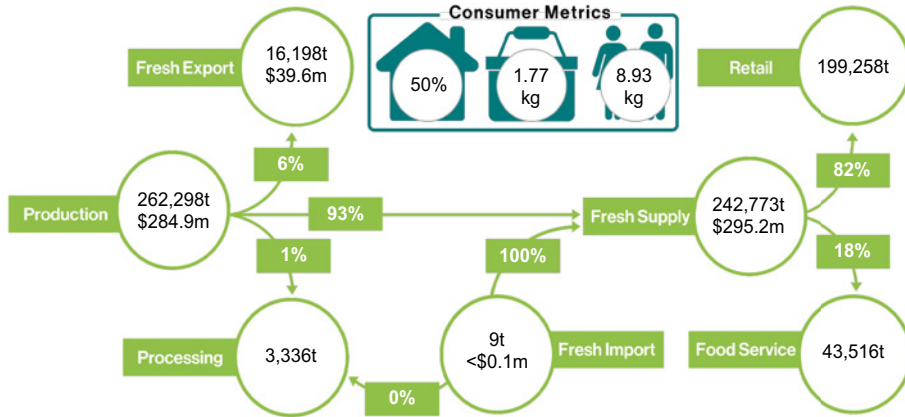 Consumer Metrics
Fresh Export
16,198t
$39.6m
50%
1.77
kg
8.93
kg
Retail
199,258t
6%
82%
Production
262,298t
$284.9m
93%
Fresh Supply
242,773t
$295.2m
1%
100%
18%
Processing
3,336t
9t
<$0.1m
Fresh Import
Food Service
43,516t
0%